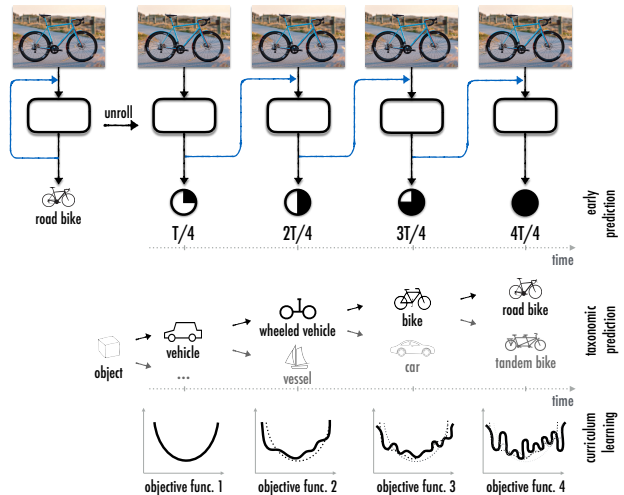 unroll
road bike
T/4
2T/4
3T/4
4T/4
early
prediction
time
object
vehicle
...
wheeled vehicle
vessel
bike
car
road bike
tandem bike
taxonomic
prediction
time
curriculum
learning
objective func. 1
objective func. 2
objective func. 3
objective func. 4